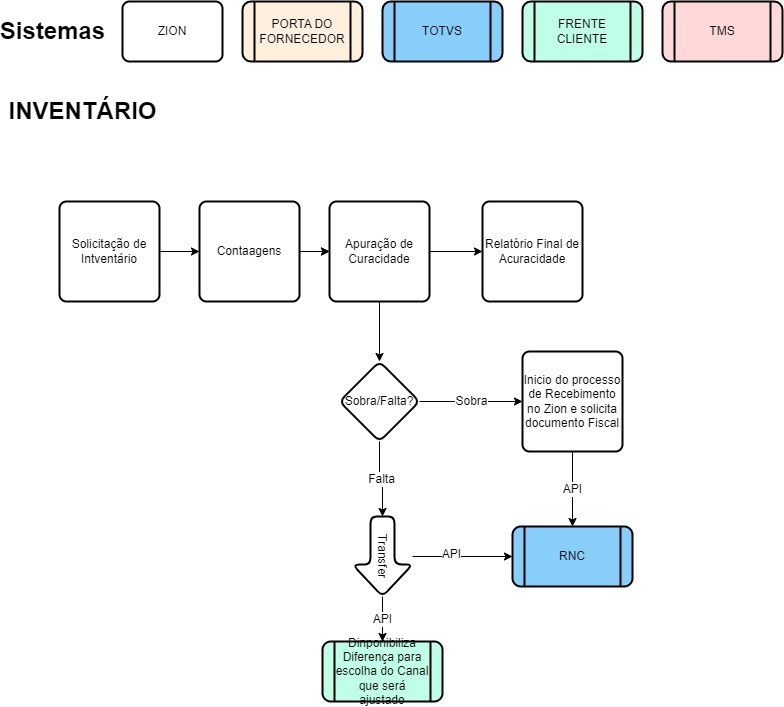 Sistemas
ZION
PORTA DO
FORNECEDOR
TOTVS
FRENTE
CLIENTE
TMS
INVENTÁRIO
Solicitação de
Intventário
Contaagens
Apuração de
Curacidade
Relatório Final de
Acuracidade
Sobra/Falta?
Sobra
Inicio do processo
de Recebimento
no Zion e solicita
documento Fiscal
Falta
API
Transfer
API
RNC
API
Dinponibiliza
Diferença para
escolha do Canal
que será
ajustado